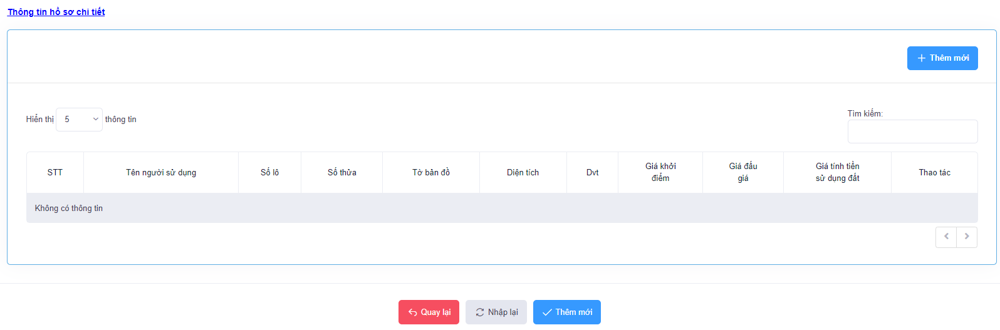 Thông tin hồ sơ chi tiết
Thêm mới
Hiển thị 5 thông tin
Tìm kiếm:
STT Tên người sử dụng Số lô Số thửa Tờ bản đồ Diện tích Dvt Giá khởi điểm Giá đấu giá Giá tính tiền sử dụng đất Thao tác
Không có thông tin
Quay lại Nhập lại Thêm mới